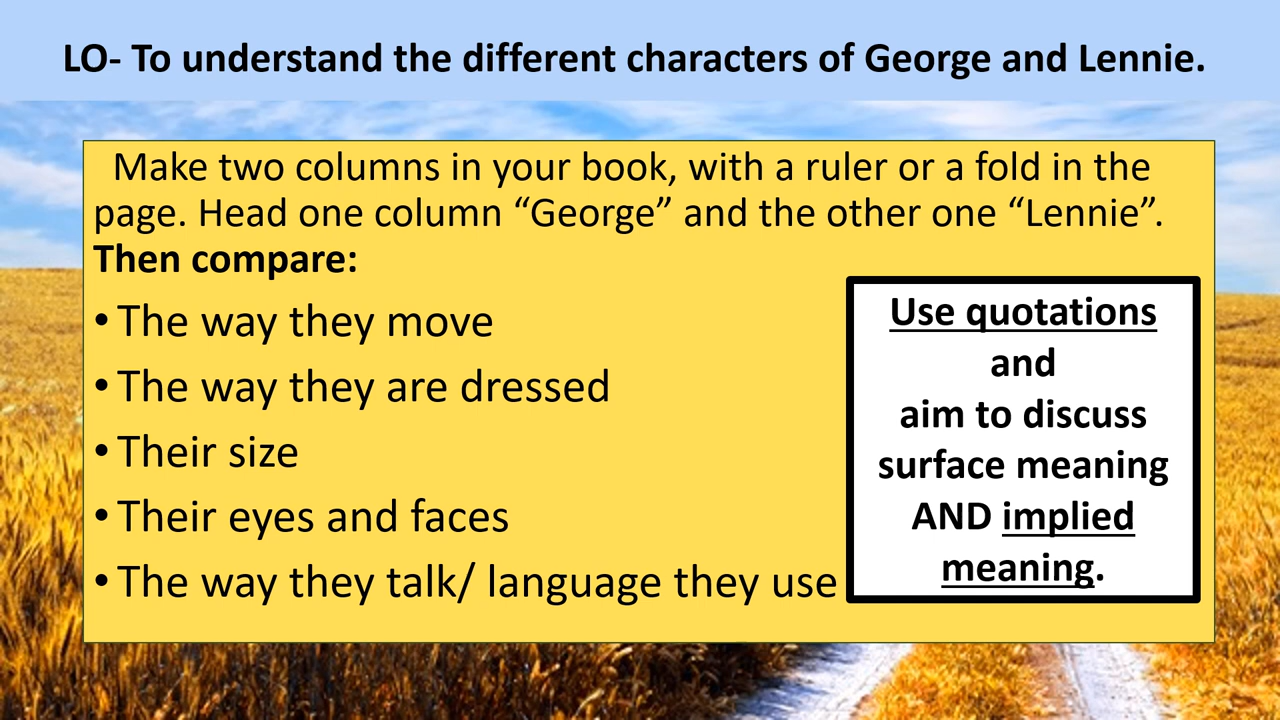 LO- To understand the different characters of George and Lennie.
Make two columns in your book, with a ruler or a fold in the
page. Head one column “George” and the other one “Lennie”.
Then compare:
• The way they move
• The way they are dressed
• Their size
• Their eyes and faces
• The way they talk/ language they use
Use quotations
and
aim to discuss
surface meaning
AND implied
meaning.